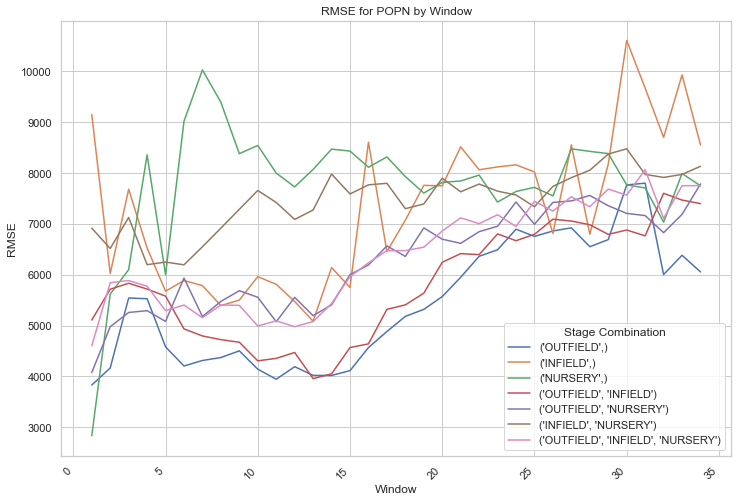 RMSE for POPN by Window
RMSE
10000
9000
8000
7000
6000
5000
4000
3000
0
5
10
15
20
25
30
35
Window
Stage Combination
('OUTFIELD',)
('INFIELD',)
('NURSERY',)
('OUTFIELD', 'INFIELD')
('OUTFIELD', 'NURSERY')
('INFIELD', 'NURSERY')
('OUTFIELD', 'INFIELD', 'NURSERY')